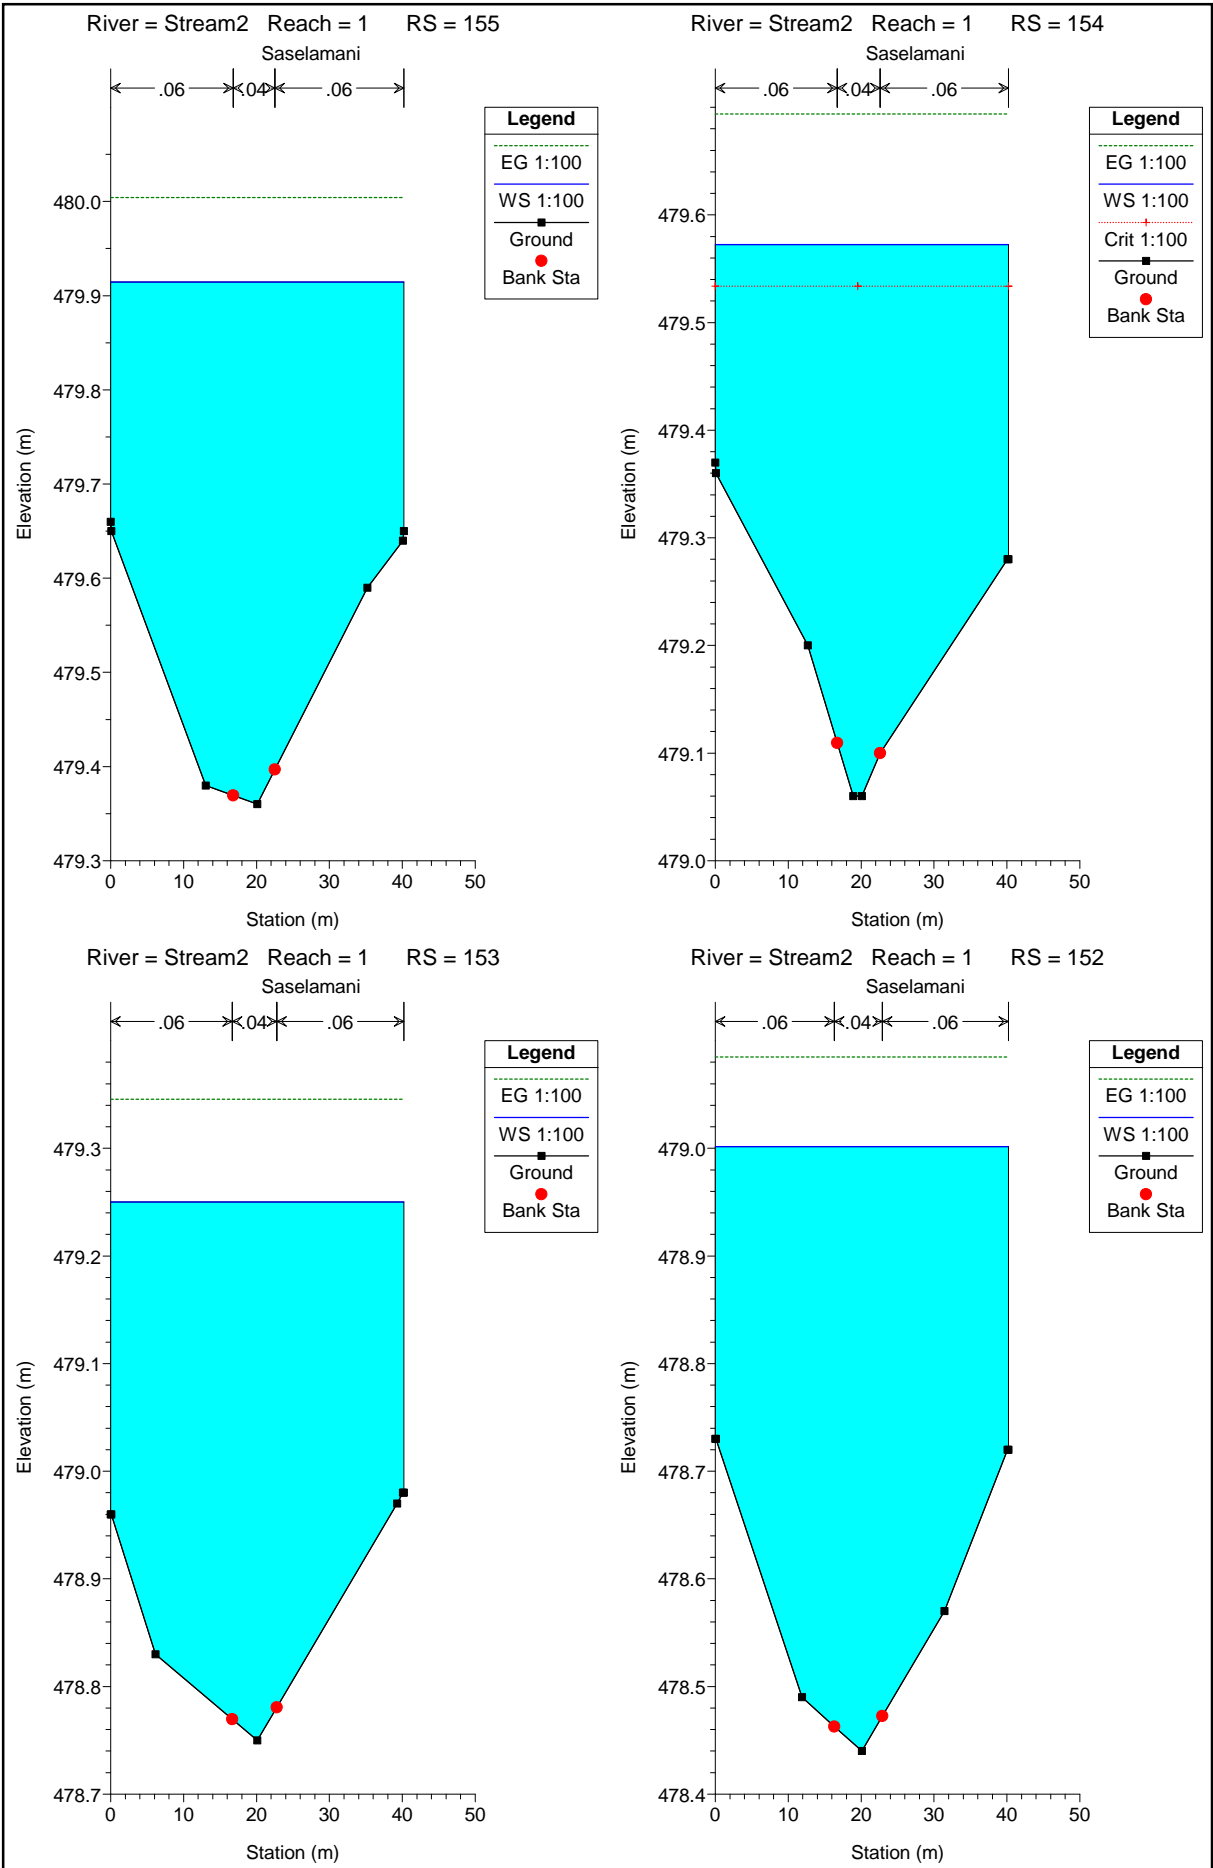 River = Stream2 Reach = 1 RS = 155
Saselamani
.06 .04 .06
Legend
EG 1:100
WS 1:100
Ground
Bank Sta
480.0
479.9
479.8
479.7
479.6
479.5
479.4
479.3
Elevation (m)
0 10 20 30 40 50
Station (m)
River = Stream2 Reach = 1 RS = 154
Saselamani
.06 .04 .06
Legend
EG 1:100
WS 1:100
Crit 1:100
Ground
Bank Sta
479.6
479.5
479.4
479.3
479.2
479.1
479.0
Elevation (m)
0 10 20 30 40 50
Station (m)
River = Stream2 Reach = 1 RS = 153
Saselamani
.06 .04 .06
Legend
EG 1:100
WS 1:100
Ground
Bank Sta
479.3
479.2
479.1
479.0
478.9
478.8
478.7
Elevation (m)
0 10 20 30 40 50
Station (m)
River = Stream2 Reach = 1 RS = 152
Saselamani
.06 .04 .06
Legend
EG 1:100
WS 1:100
Ground
Bank Sta
479.0
478.9
478.8
478.7
478.6
478.5
478.4
Elevation (m)
0 10 20 30 40 50
Station (m)